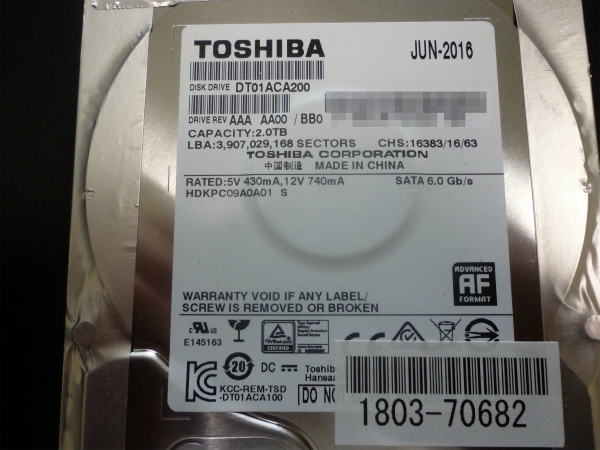 TOSHIBA
JUN-2016
DISK DRIVE DT01ACA200
DRIVE REV AAA AA00 / BB0
CAPACITY:2.0TB
LBA:3,907,029,168 SECTORS CHS:16383/16/63
TOSHIBA CORPORATION
中国制造 MADE IN CHINA
RATED:5V 430mA,12V 740mA SATA 6.0 Gb/s
HDKPC09A0A01 S
ADVANCED
AF
FORMAT
WARRANTY VOID IF ANY LABEL/
SCREW IS REMOVED OR BROKEN
E145163
CERTIFIED
20 DC Toshib
Hansaa
KCC-REM-TSD
-DT01ACA100
DO NO
1803-70682